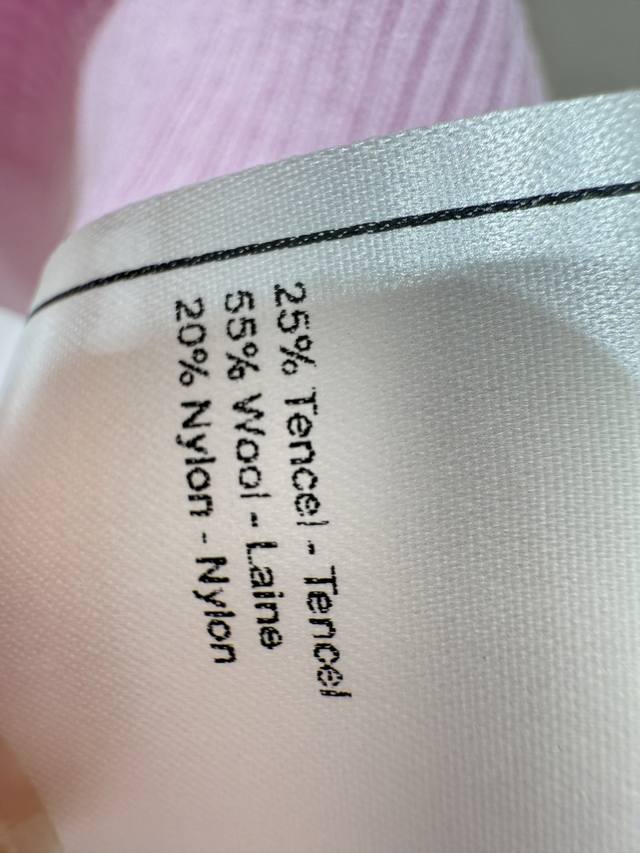 25% Tencel - Tencel
55% Wool - Laine
20% Nylon - Nylon